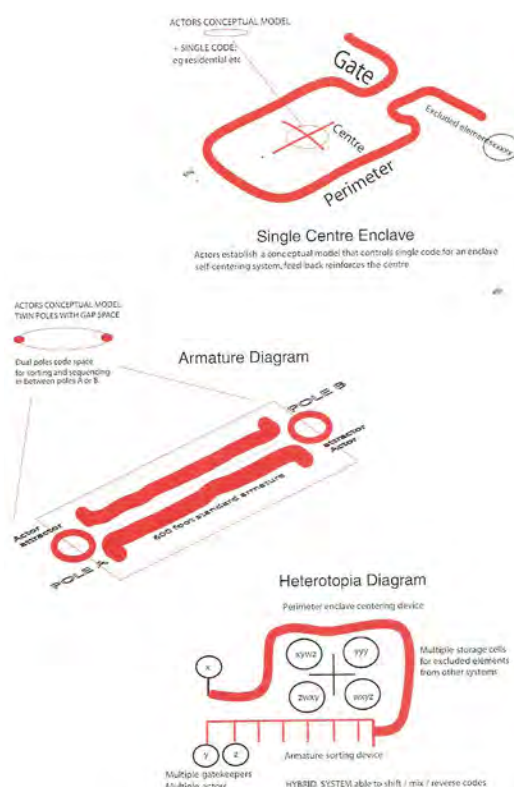 ACTORS CONCEPTUAL MODEL
+ SINGLE CODE:
eg residential etc
Gate
Excluded elements
Centre
Perimeter
Single Centre Enclave
Actors establish a conceptual model that controls single code for an enclave
self-centering system, feed back reinforces the centre
ACTORS CONCEPTUAL MODEL:
TWIN POLES WITH GAP SPACE
Dual poles code space
for sorting and sequencing
in between poles A or B.
Armature Diagram
POLE B
attractor
Actor
600 foot standard armature
Actor
attractor
POLE A
Heterotopia Diagram
Perimeter enclave centering device
x
xywz
yyy
Multiple storage cells
for excluded elements
from other systems
zwxy
wxyz
y
z
Armature sorting device
Multiple gatekeepers
Multiple actors
HYBRID SYSTEM able to shift / mix / reverse codes